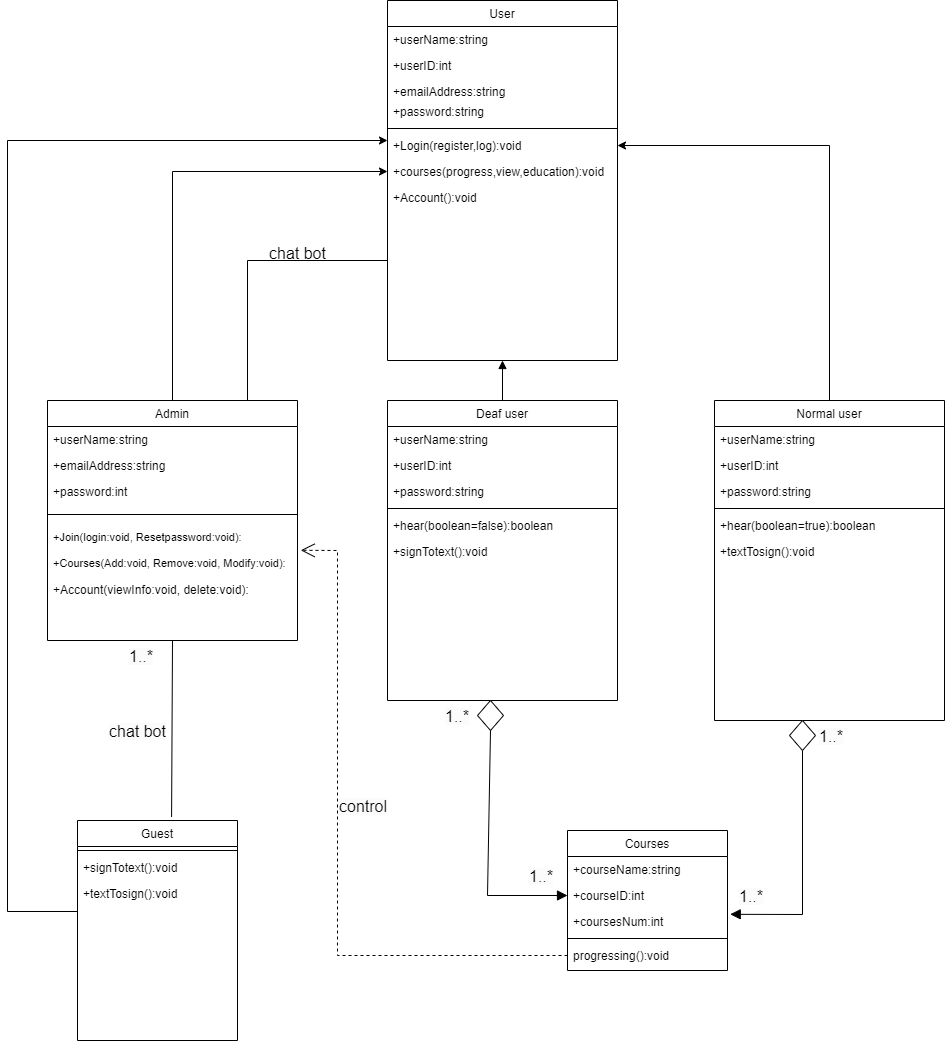 User
+userName:string
+userID:int
+emailAddress:string
+password:string
+Login(register,log):void
+courses(progress,view,education):void
+Account():void
chat bot
Admin
+userName:string
+emailAddress:string
+password:int
+Join(login:void, Resetpassword:void):
+Courses(Add:void, Remove:void, Modify:void):
+Account(viewInfo:void, delete:void):
Deaf user
+userName:string
+userID:int
+password:string
+hear(boolean=false):boolean
+signTotext():void
Normal user
+userName:string
+userID:int
+password:string
+hear(boolean=true):boolean
+textTosign():void
1..*
chat bot
1..*
1..*
control
Guest
+signTotext():void
+textTosign():void
1..*
1..*
Courses
+courseName:string
+courseID:int
+coursesNum:int
progressing():void